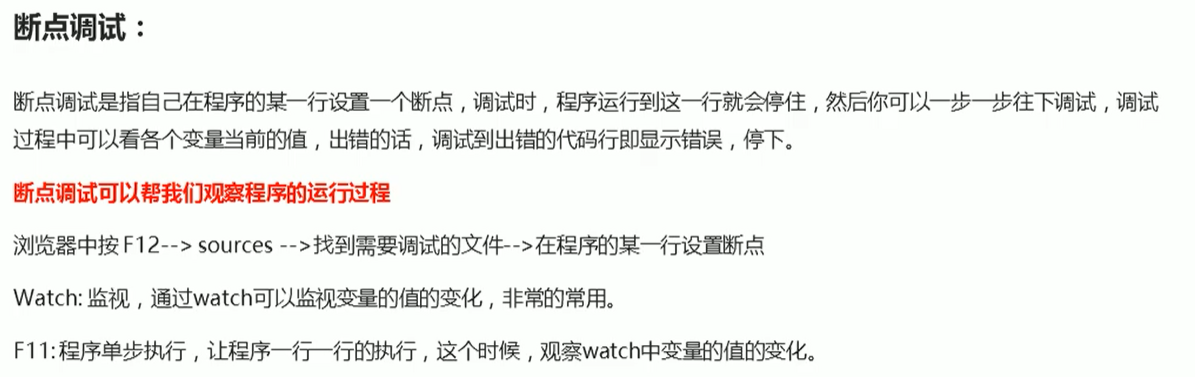 断点调试：
断点调试是指自己在程序的某一行设置一个断点，调试时，程序运行到这一行就会停住，然后你可以一步一步往下调试，调试
过程中可以看各个变量当前的值，出错的话，调试到出错的代码行即显示错误，停下。
断点调试可以帮我们观察程序的运行过程
浏览器中按 F12--> sources -->找到需要调试的文件-->在程序的某一行设置断点
Watch: 监视，通过watch可以监视变量的值的变化，非常的常用。
F11: 程序单步执行，让程序一行一行的执行，这个时候，观察watch中变量的值的变化。